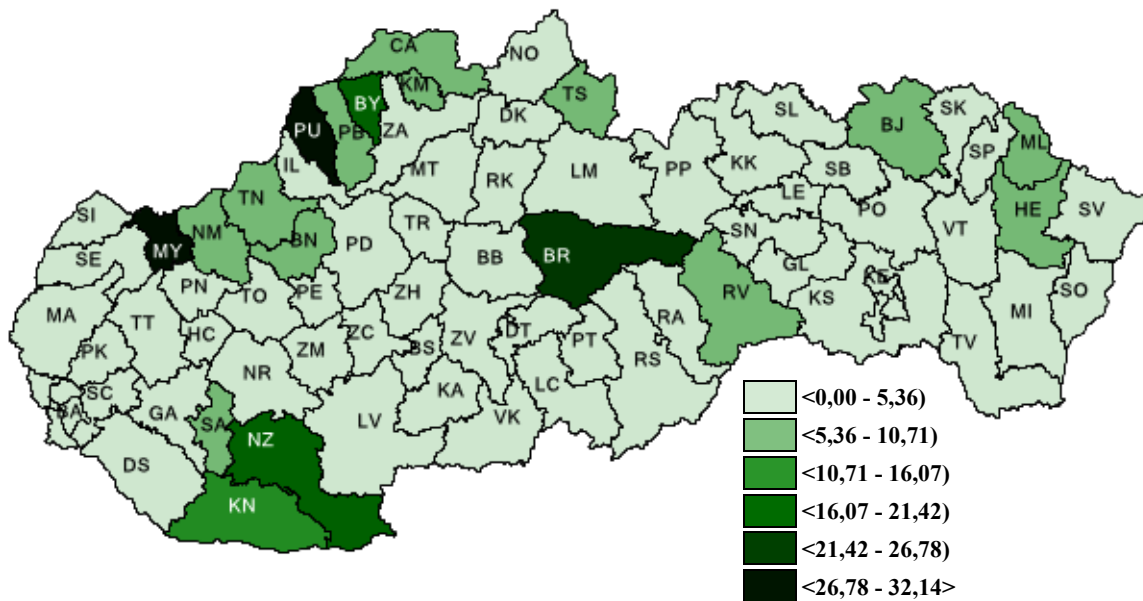 CA
NO
KM
TS
BY
PU
PB
ZA
DK
SL
SK
BJ
SP
ML
IL
MT
RK
LM
PP
KK
SB
LE
PO
HE
SV
TN
SI
MY
NM
BN
PD
TR
BB
BR
SN
VT
SE
GL
KE
PN
TO
PE
ZH
RV
KS
SO
MA
TT
HC
ZM
ZC
BS
ZV
DT
PT
RA
RS
MI
TV
PK
SC
NR
KA
LC
BA
GA
SA
NZ
LV
VK
DS
KN
<0,00 - 5,36)
<5,36 - 10,71)
<10,71 - 16,07)
<16,07 - 21,42)
<21,42 - 26,78)
<26,78 - 32,14>